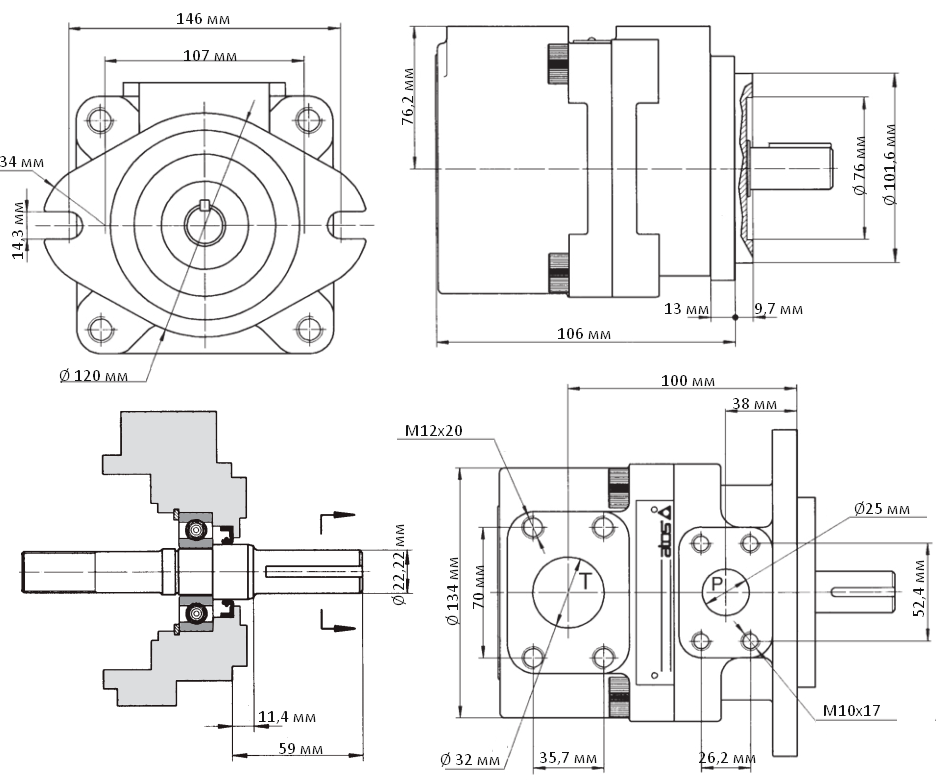 146 мм
107 мм
34 мм
14,3 мм
Ø 120 мм
76,2 мм
Ø 76 мм
Ø 101,6 мм
13 мм
9,7 мм
106 мм
Ø 22,22 мм
11,4 мм
59 мм
100 мм
38 мм
M12x20
atos
Ø25 мм
T
P
Ø 134 мм
70 мм
52,4 мм
M10x17
Ø 32 мм
35,7 мм
26,2 мм